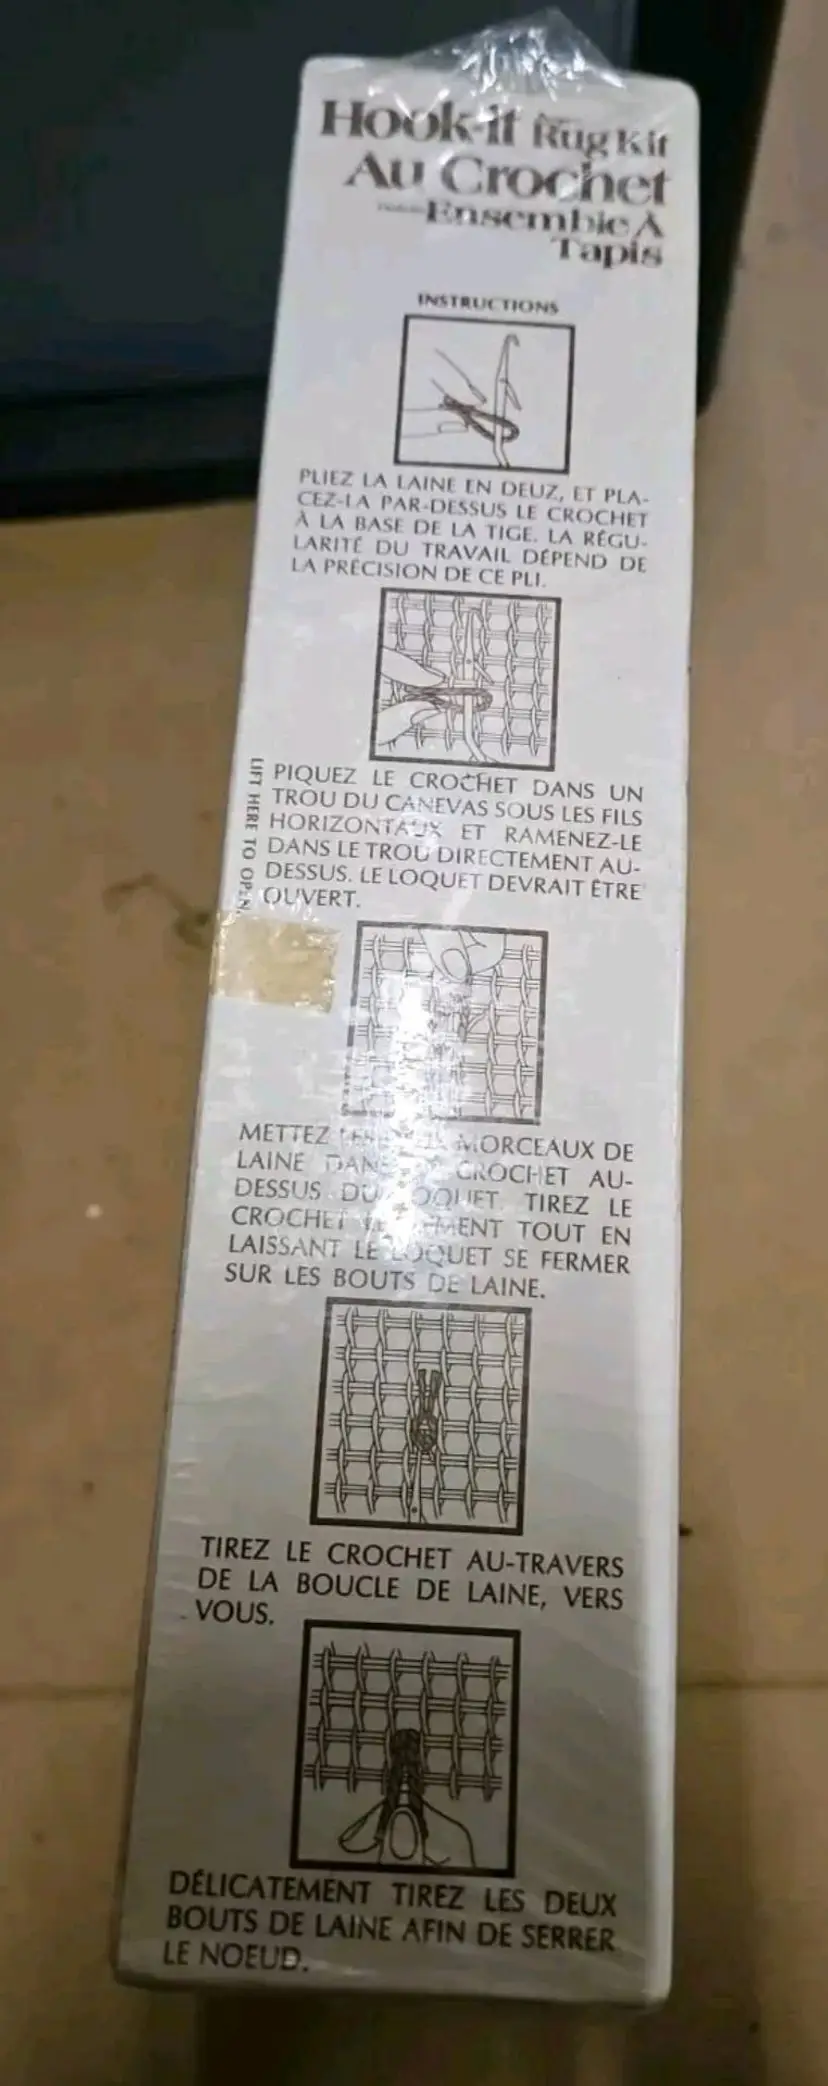 Hook-it Rug Kit
Au Crochet
Ensemble À
Tapis
INSTRUCTIONS
PLIEZ LA LAINE EN DEUZ, ET PLA-
CEZ-LA PAR-DESSUS LE CROCHET
À LA BASE DE LA TIGE. LA RÉGU-
LARITÉ DU TRAVAIL DÉPEND DE
LA PRÉCISION DE CE PLI.
LIFT HERE TO OPEN
PIQUEZ LE CROCHET DANS UN
TROU DU CANEVAS SOUS LES FILS
HORIZONTAUX ET RAMENEZ-LE
DANS LE TROU DIRECTEMENT AU-
DESSUS. LE LOQUET DEVRAIT ÊTRE
OUVERT.
METTEZ MORCEAUX DE
LAINE DANS CROCHET AU-
DESSUS DU LOQUET. TIREZ LE
CROCHET TOUT EN
LAISSANT LE LOQUET SE FERMER
SUR LES BOUTS DE LAINE.
TIREZ LE CROCHET AU-TRAVERS
DE LA BOUCLE DE LAINE, VERS
VOUS.
DÉLICATEMENT TIREZ LES DEUX
BOUTS DE LAINE AFIN DE SERRER
LE NOEUD.